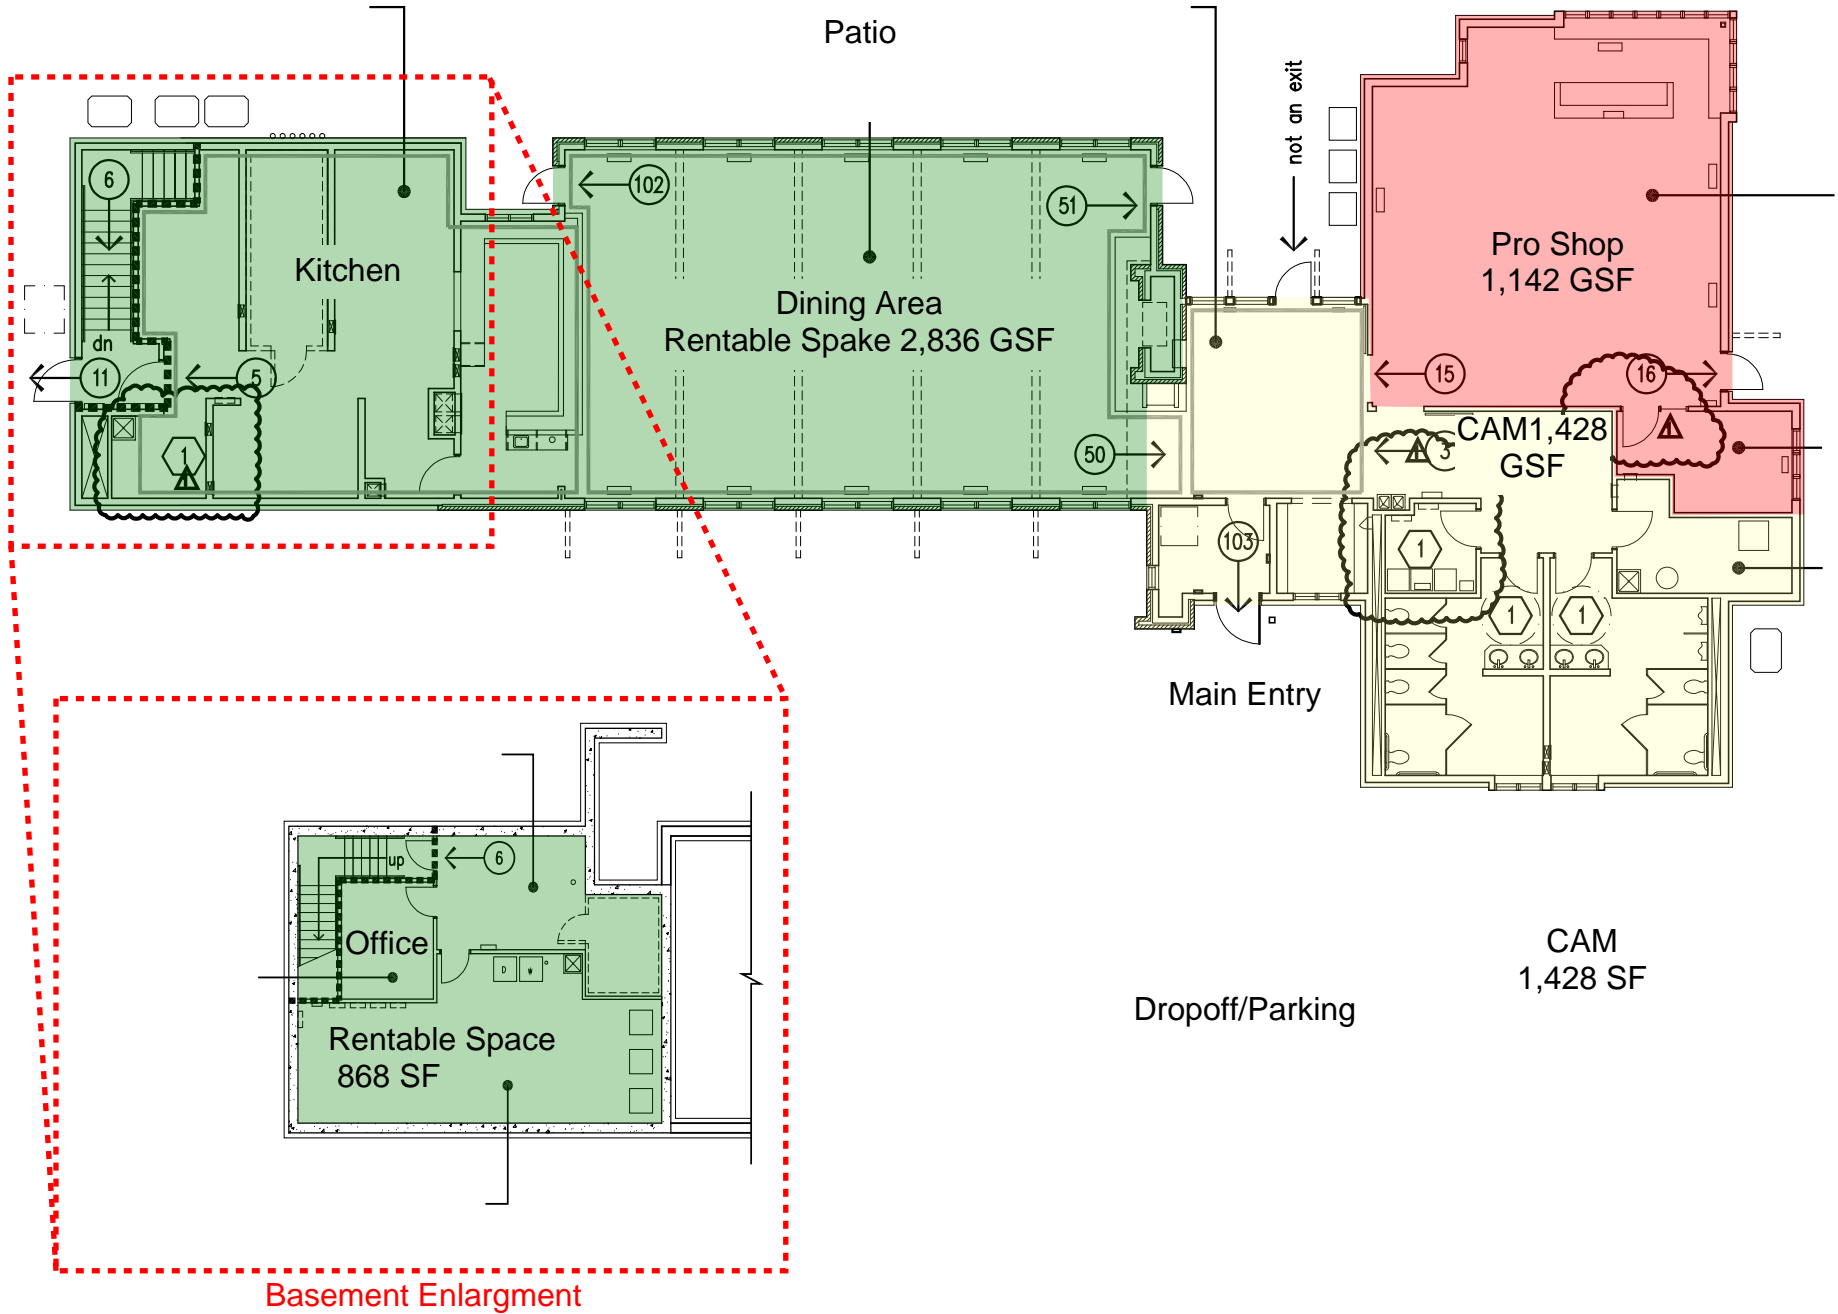 Patio
not an exit
6
102
51
Kitchen
Pro Shop
1,142 GSF
Dining Area
Rentable Spake 2,836 GSF
dn
11
5
15
16
1
50
3
CAM1,428
GSF
103
1
1
1
Main Entry
up
6
Office
D
W
Rentable Space
868 SF
CAM
1,428 SF
Dropoff/Parking
Basement Enlargment